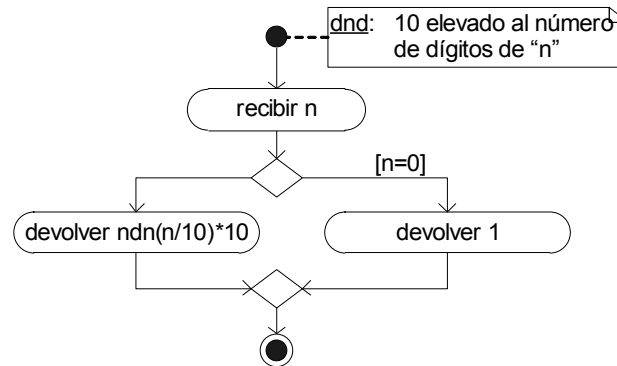 dnd: 10 elevado al número
de dígitos de “n”
recibir n
[n=0]
devolver ndn(n/10)*10
devolver 1